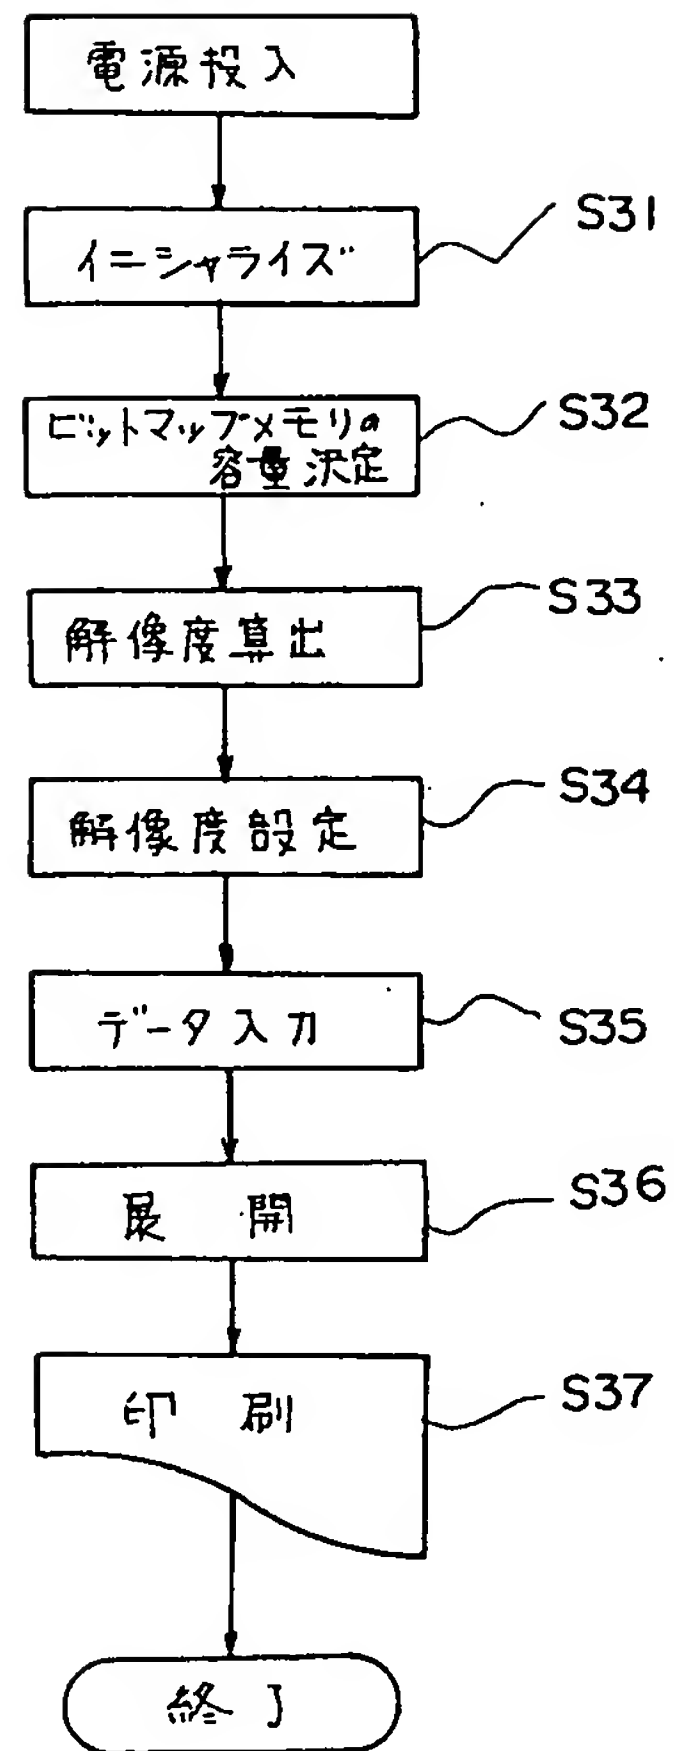 電源投入
イニシャライズ
S31
ビットマップメモリの
容量決定
S32
解像度算出
S33
解像度設定
S34
データ入力
S35
展開
S36
印刷
S37
終了